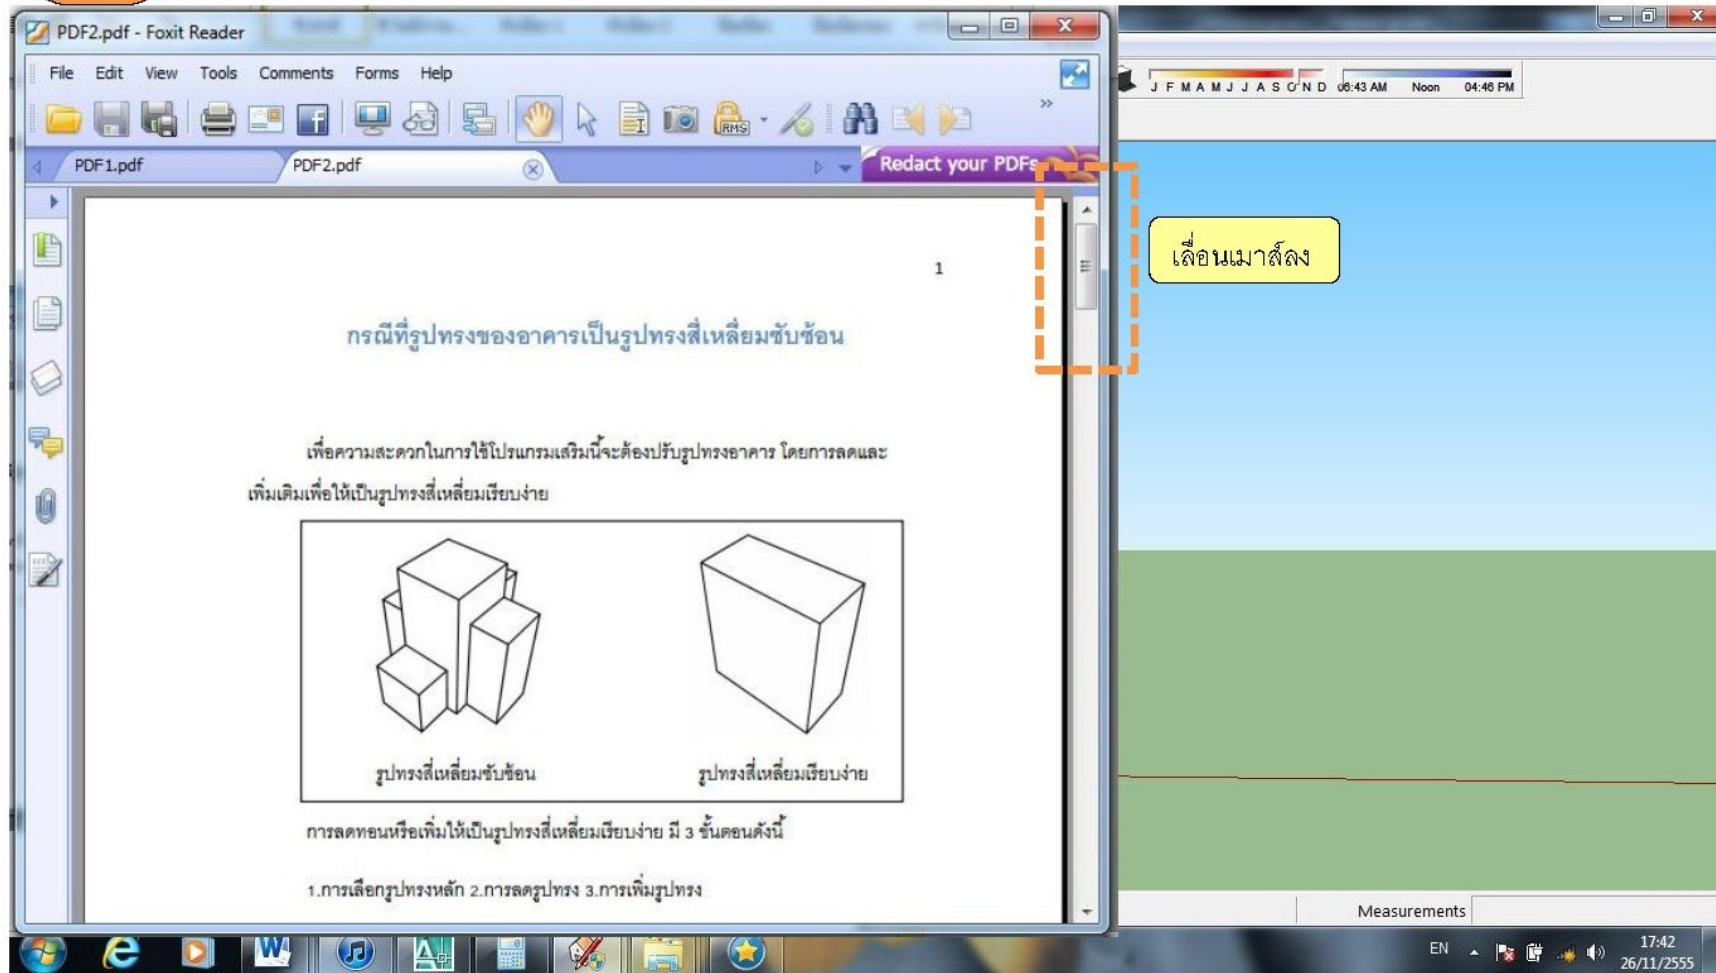 PDF2.pdf - Foxit Reader
File Edit View Tools Comments Forms Help
RMS
PDF1.pdf
PDF2.pdf
Redact your PDFs
J F M A M J J A S O N D
06:43 AM Noon 04:46 PM
เลื่อนเมาส์ลง
1
กรณีที่รูปทรงของอาคารเป็นรูปทรงสี่เหลี่ยมซับซ้อน
เพื่อความสะดวกในการใช้โปรแกรมเสริมนี้จะต้องปรับรูปทรงอาคาร โดยการลดและ
เพิ่มเติมเพื่อให้เป็นรูปทรงสี่เหลี่ยมเรียบง่าย
รูปทรงสี่เหลี่ยมซับซ้อน
รูปทรงสี่เหลี่ยมเรียบง่าย
การลดทอนหรือเพิ่มให้เป็นรูปทรงสี่เหลี่ยมเรียบง่าย มี 3 ขั้นตอนดังนี้
1.การเลือกรูปทรงหลัก 2.การลดรูปทรง 3.การเพิ่มรูปทรง
Measurements
EN
17:42
26/11/2555